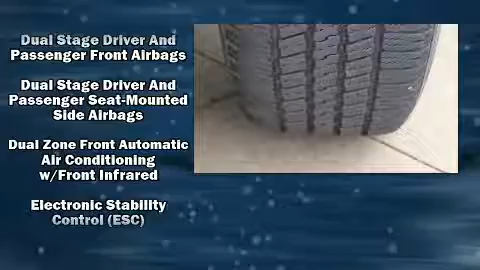 Dual Stage Driver And
Passenger Front Airbags
Dual Stage Driver And
Passenger Seat-Mounted
Side Airbags
Dual Zone Front Automatic
Air Conditioning
w/Front Infrared
Electronic Stability
Control (ESC)